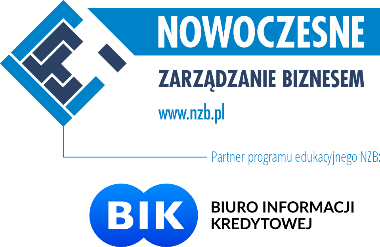 NOWOCZESNE
ZARZĄDZANIE BIZNESEM
www.nzb.pl
Partner programu edukacyjnego NZB:
BIK BIURO INFORMACJI
KREDYTOWEJ